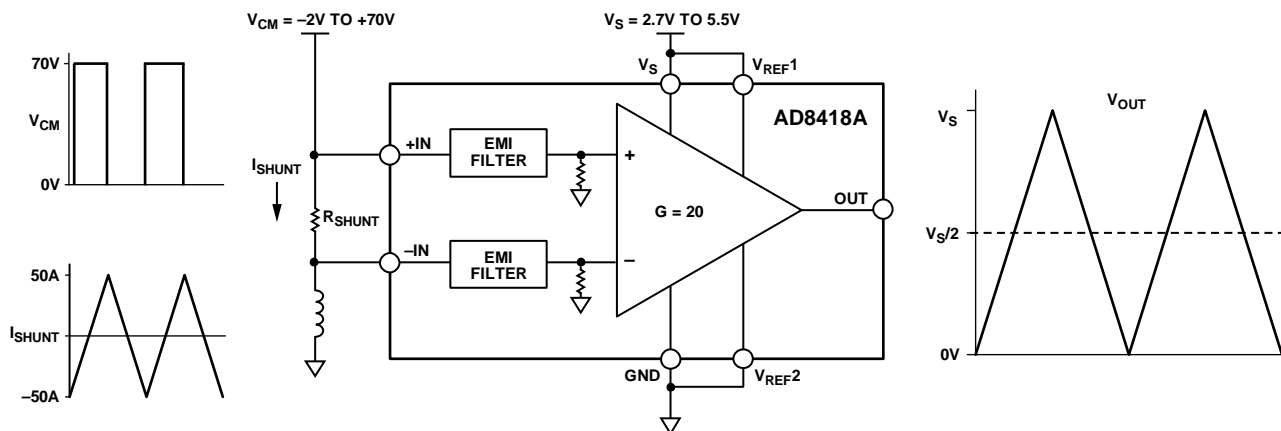 V_CM = –2V TO +70V
V_S = 2.7V TO 5.5V
70V
V_CM
0V
50A
I_SHUNT
–50A
I_SHUNT
R_SHUNT
+IN
–IN
EMI
FILTER
EMI
FILTER
V_S
V_REF1
AD8418A
+
G = 20
–
OUT
GND
V_REF2
V_OUT
V_S
V_S/2
0V